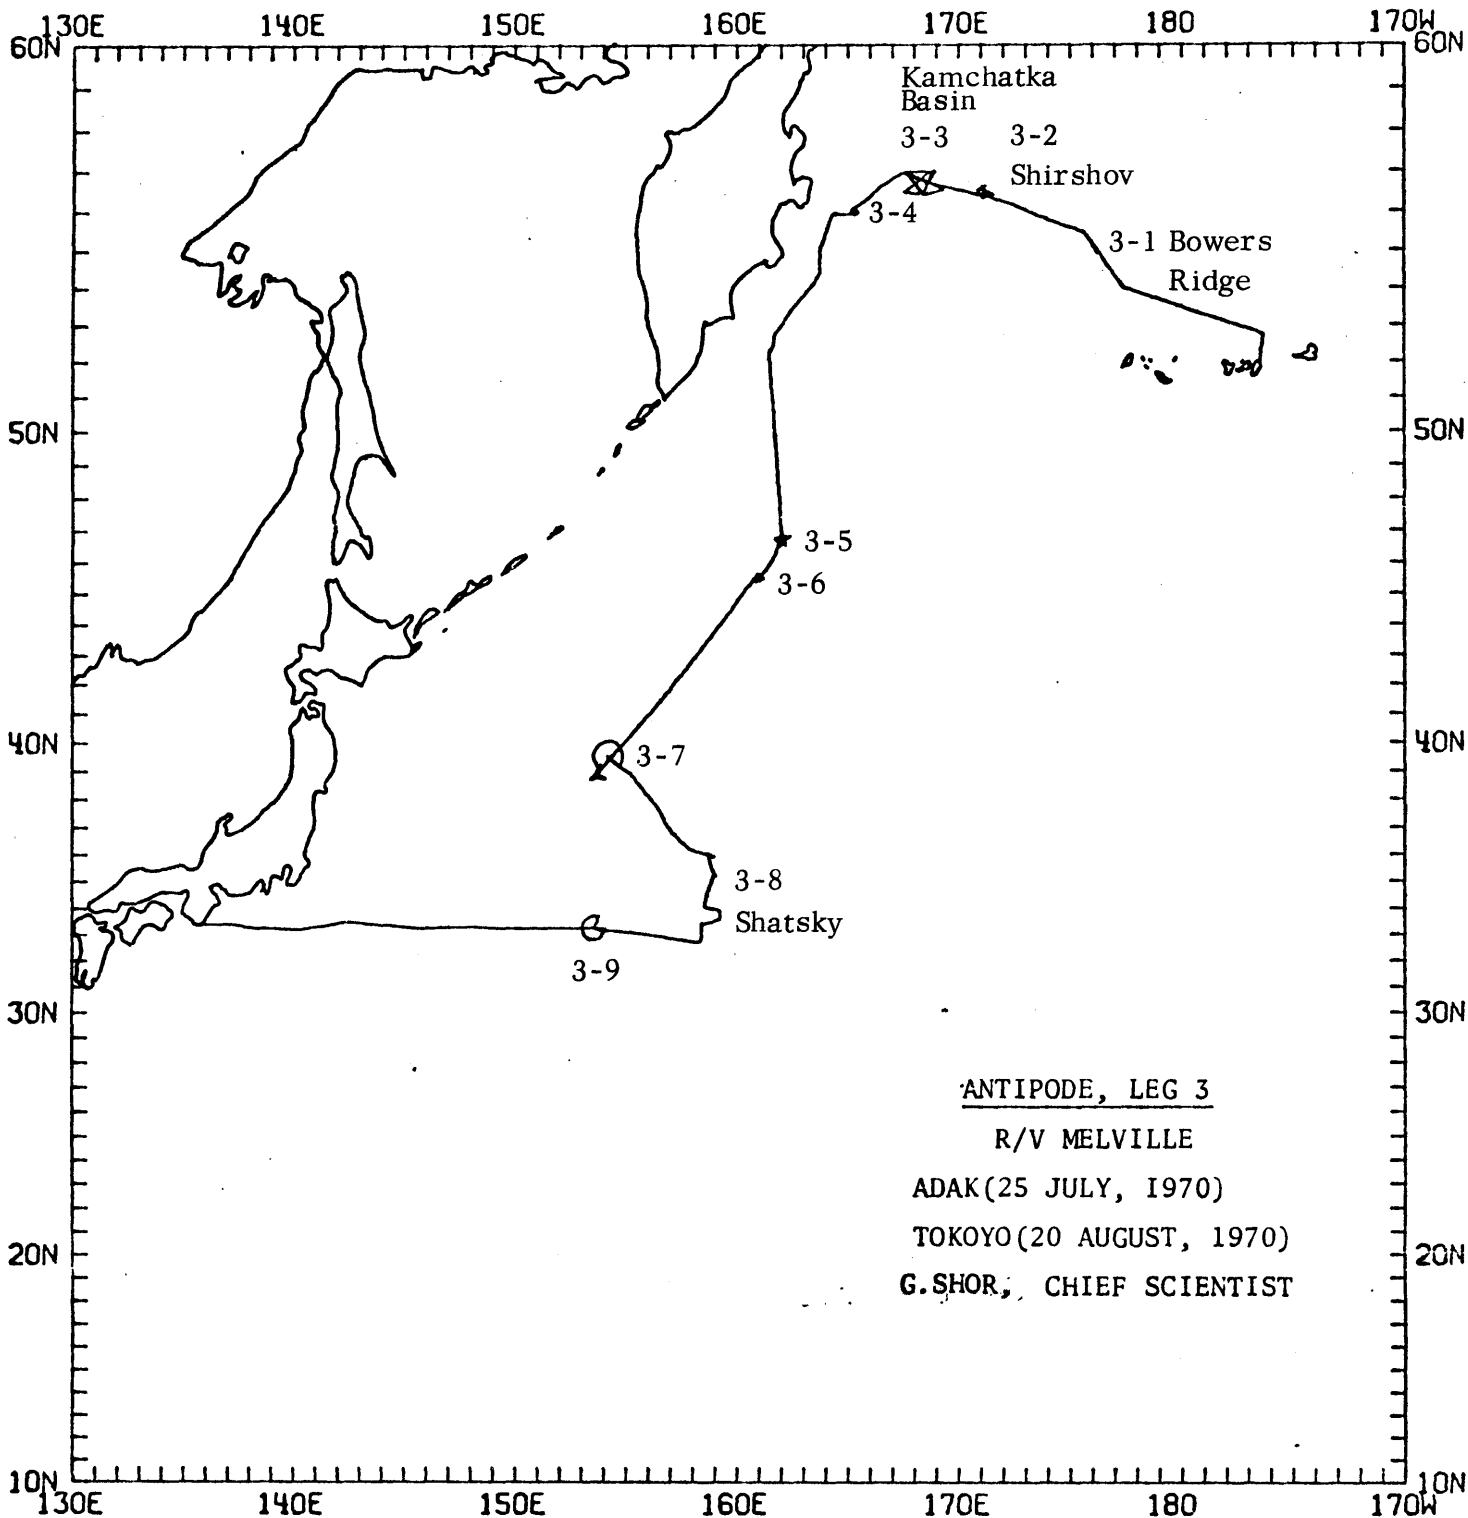 130E 140E 150E 160E 170E 180 170W
60N 60N
Kamchatka
Basin
3-3 3-2
Shirshov
3-4
3-1 Bowers
Ridge
50N 50N
3-5
3-6
40N 40N
3-7
3-8
Shatsky
3-9
30N 30N
ANTIPODE, LEG 3
R/V MELVILLE
ADAK(25 JULY, 1970)
TOKOYO(20 AUGUST, 1970)
20N 20N
G.SHOR, CHIEF SCIENTIST
10N 10N
130E 140E 150E 160E 170E 180 170W